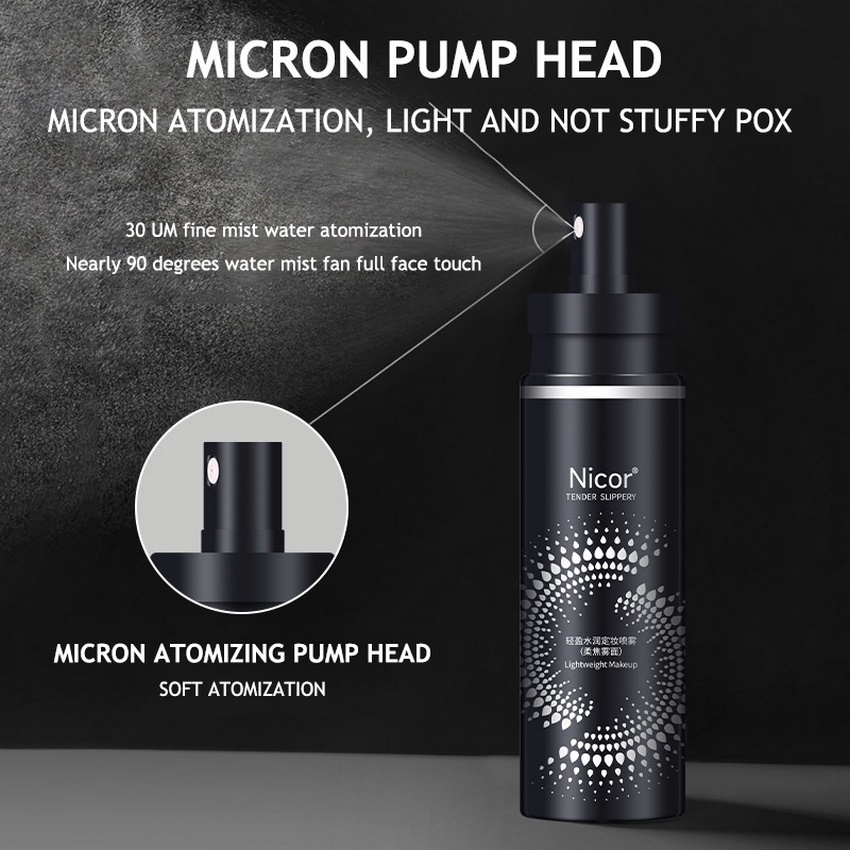 MICRON PUMP HEAD
MICRON ATOMIZATION, LIGHT AND NOT STUFFY POX
30 UM fine mist water atomization
Nearly 90 degrees water mist fan full face touch
Nicor®
TENDER SLIPPERY
轻盈水润定妆喷雾
(柔焦雾面)
Lightweight Makeup
MICRON ATOMIZING PUMP HEAD
SOFT ATOMIZATION